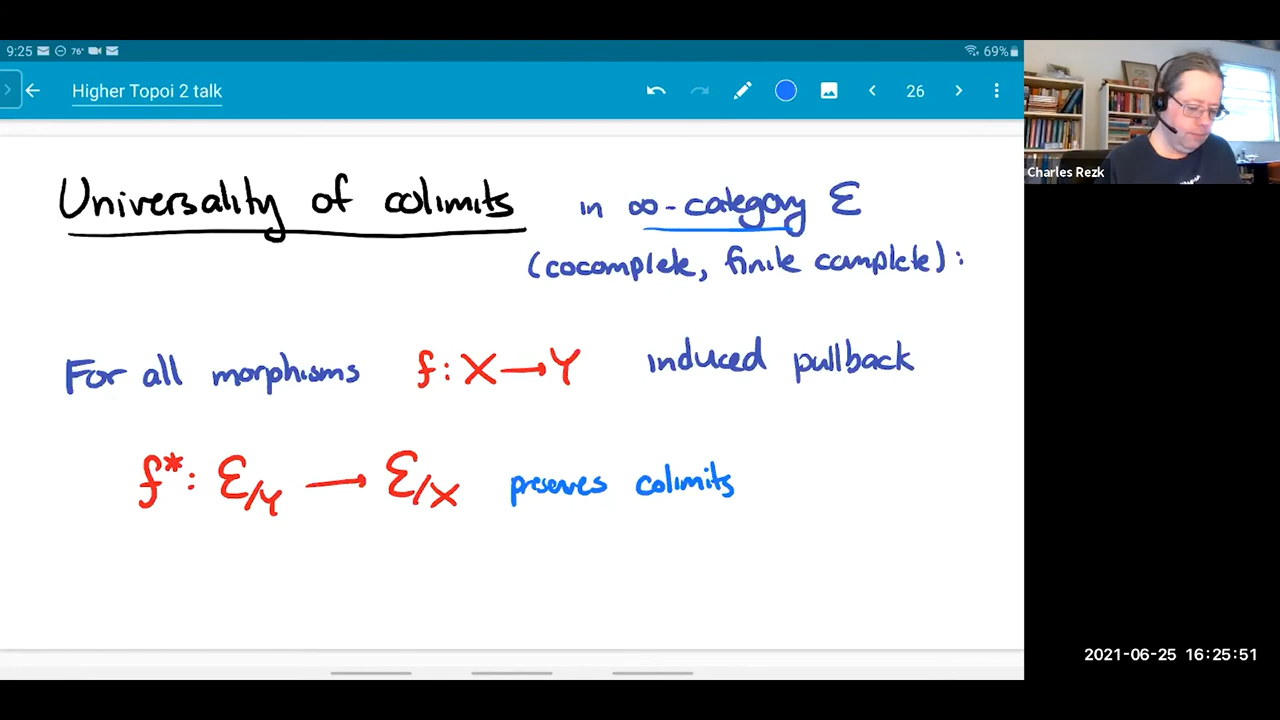 9:25 76° 69%
Higher Topoi 2 talk 26
Charles Rezk
Universality of colimits in ∞-category ℰ
(cocomplete, finite complete):
For all morphisms f: X → Y induced pullback
f*: ℰ/Y → ℰ/X preserves colimits
2021-06-25 16:25:51